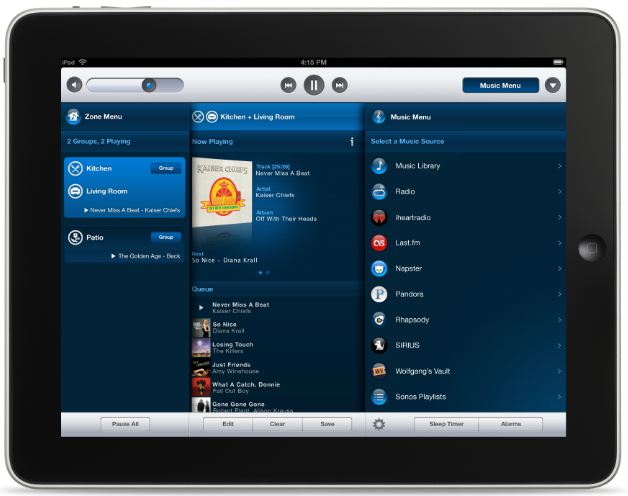 iPod
4:15 PM
Music Menu
Zone Menu
2 Groups, 2 Playing
Kitchen
Group
Living Room
Never Miss A Beat - Kaiser Chiefs
Patio
Group
The Golden Age - Beck
Pause All
Kitchen + Living Room
Now Playing
KAISER CHIEFS
Track [25/26]
Never Miss A Beat
Artist
Kaiser Chiefs
Album
Off With Their Heads
Next
So Nice - Diana Krall
Queue
Never Miss A Beat
Kaiser Chiefs
So Nice
Diana Krall
Losing Touch
The Killers
Just Friends
Amy Winehouse
What A Catch, Donnie
Fall Out Boy
Gone Gone Gone
Robert Plant, Alison Krauss
Edit
Clear
Save
Music Menu
Select a Music Source
Music Library
Radio
iheartradio
Last.fm
Napster
P
Pandora
Rhapsody
SIRIUS
Wolfgang's Vault
Sonos Playlists
Sleep Timer
Alarms